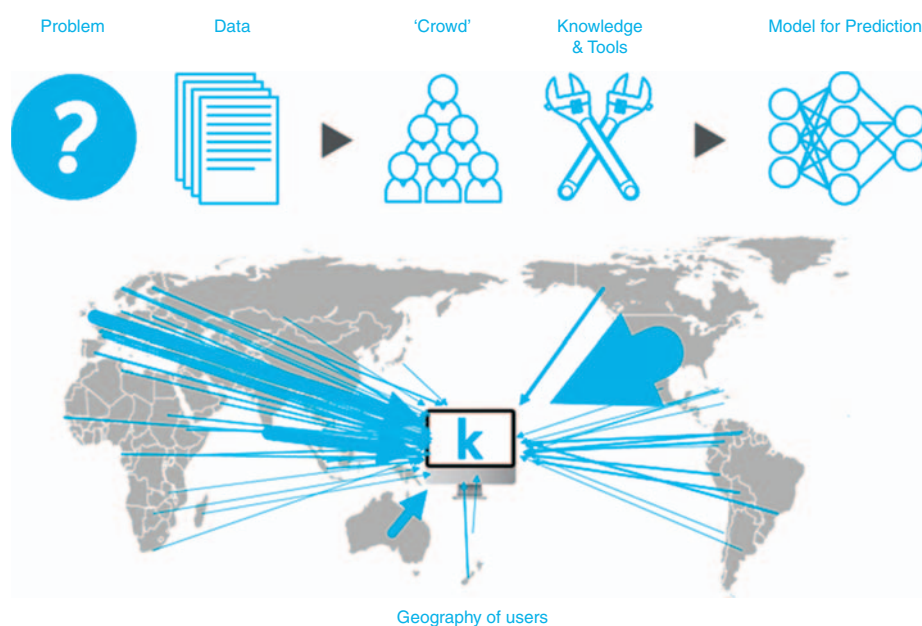 Problem
Data
‘Crowd’
Knowledge
& Tools
Model for Prediction
?
k
Geography of users